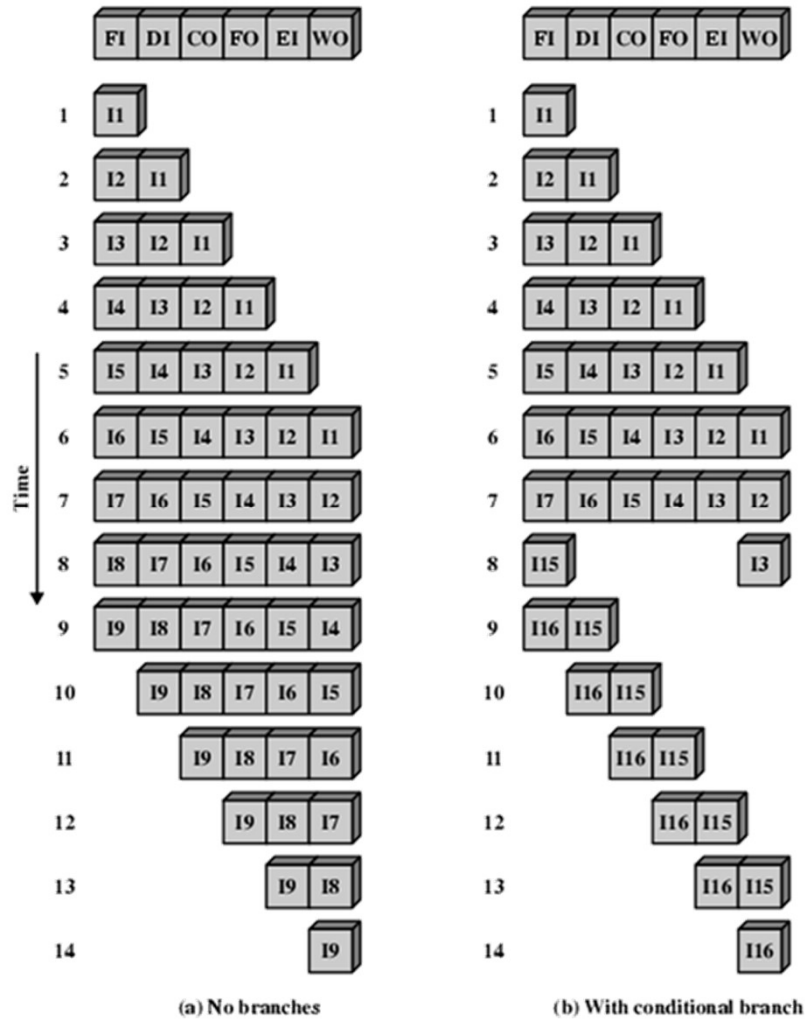 FI DI CO FO EI WO
1 I1
2 I2 I1
3 I3 I2 I1
4 I4 I3 I2 I1
5 I5 I4 I3 I2 I1
6 I6 I5 I4 I3 I2 I1
7 I7 I6 I5 I4 I3 I2
8 I8 I7 I6 I5 I4 I3
9 I9 I8 I7 I6 I5 I4
10 I9 I8 I7 I6 I5
11 I9 I8 I7 I6
12 I9 I8 I7
13 I9 I8
14 I9
Time
(a) No branches
FI DI CO FO EI WO
1 I1
2 I2 I1
3 I3 I2 I1
4 I4 I3 I2 I1
5 I5 I4 I3 I2 I1
6 I6 I5 I4 I3 I2 I1
7 I7 I6 I5 I4 I3 I2
8 I15 I3
9 I16 I15
10 I16 I15
11 I16 I15
12 I16 I15
13 I16 I15
14 I16
(b) With conditional branch